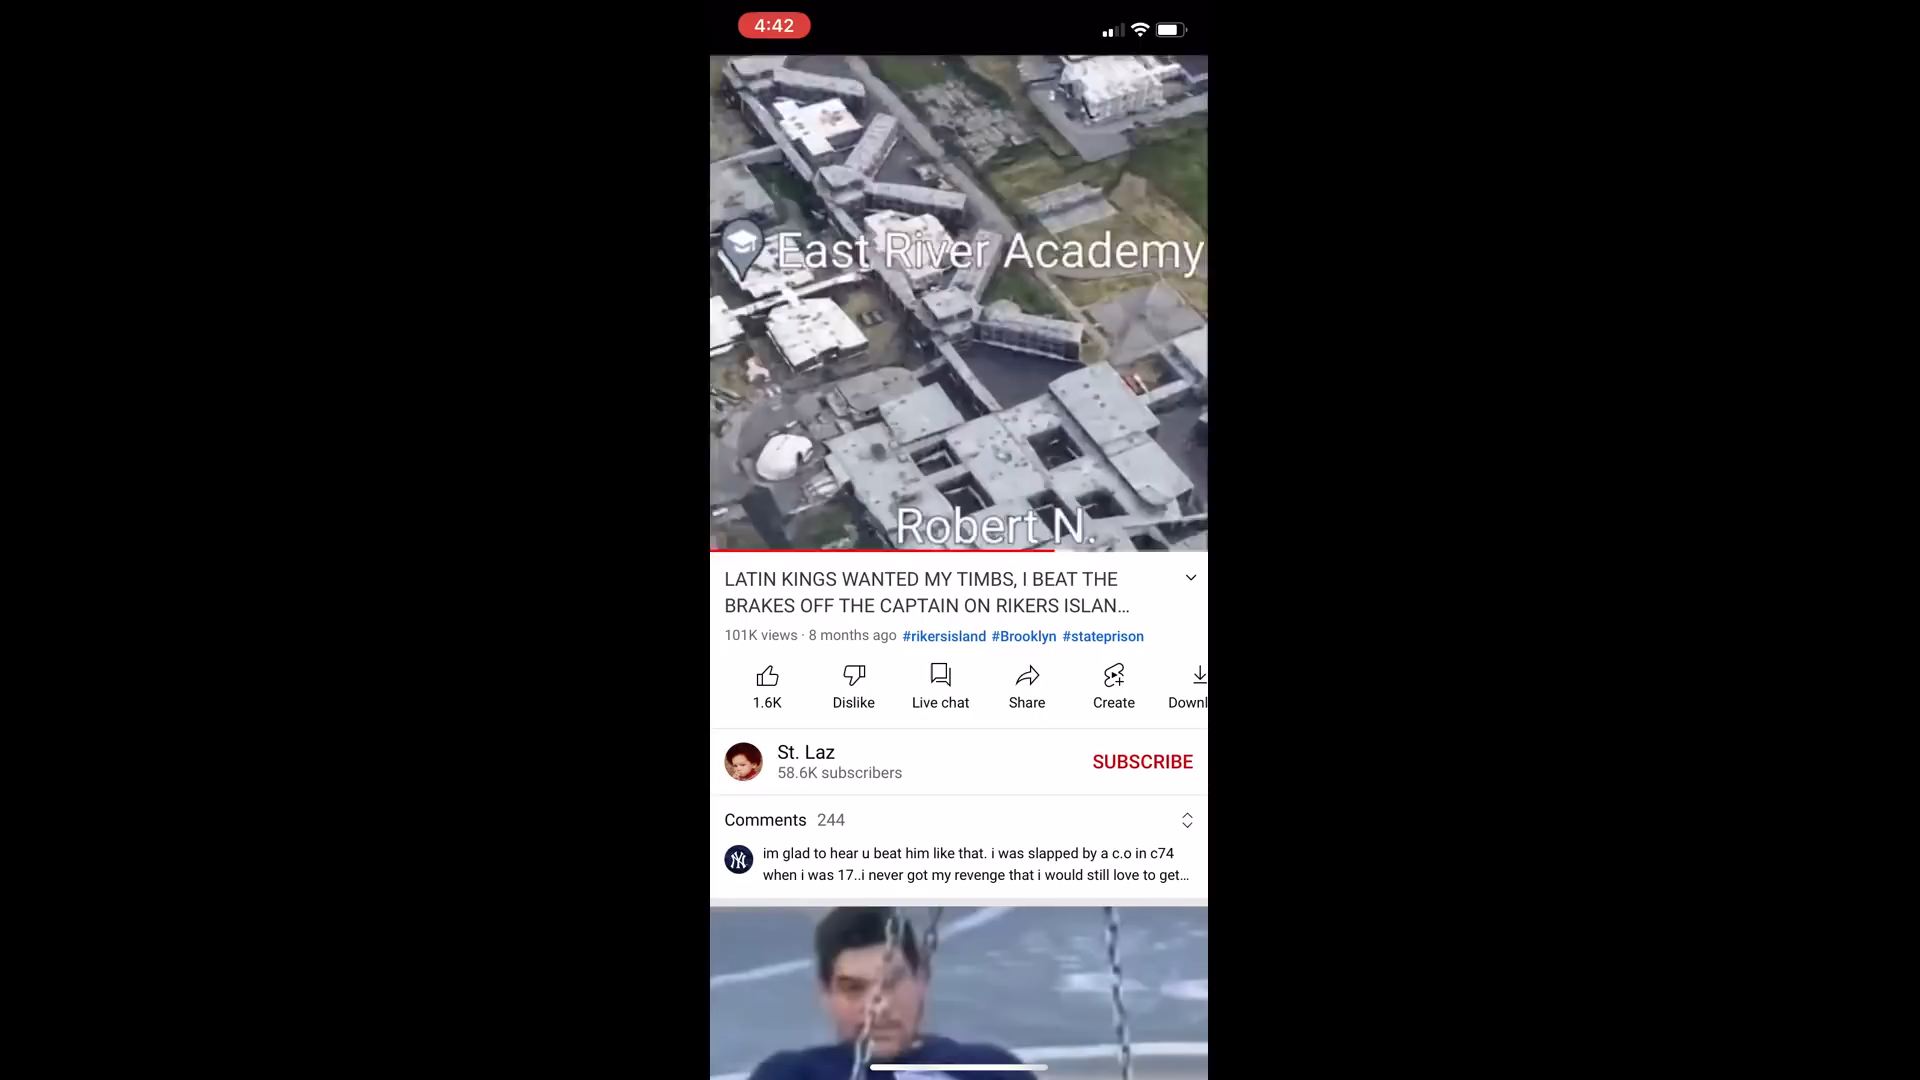 4:42
East River Academy
Robert N.
LATIN KINGS WANTED MY TIMBS, I BEAT THE
BRAKES OFF THE CAPTAIN ON RIKERS ISLAN…
101K views · 8 months ago #rikersisland #Brooklyn #stateprison
1.6K Dislike Live chat Share Create Downl
St. Laz
58.6K subscribers
SUBSCRIBE
Comments 244
im glad to hear u beat him like that. i was slapped by a c.o in c74
when i was 17..i never got my revenge that i would still love to get…